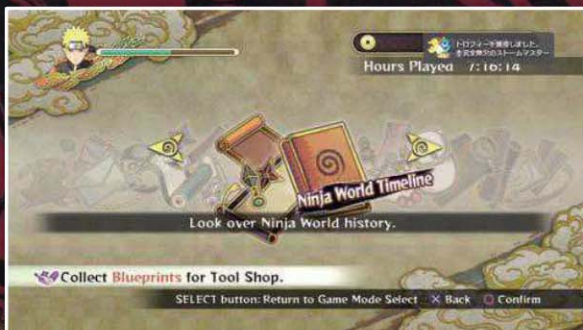 トロフィーを獲得しました。
Hours Played 7:16:14
Ninja World Timeline
Look over Ninja World history.
Collect Blueprints for Tool Shop.
SELECT button: Return to Game Mode Select × Back ○ Confirm